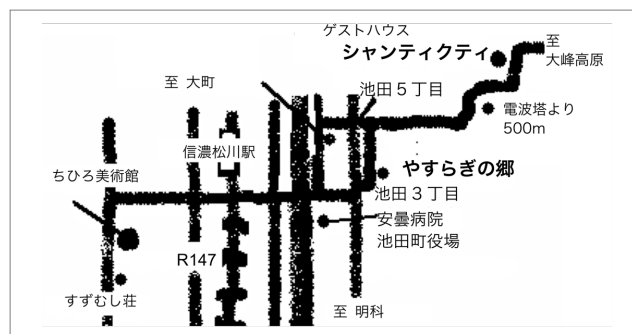 ゲストハウス
シャンティクティ
至
大峰高原
至 大町
池田5丁目
電波塔より
500m
信濃松川駅
ちひろ美術館
やすらぎの郷
池田3丁目
安曇病院
池田町役場
R147
すずむし荘
至 明科